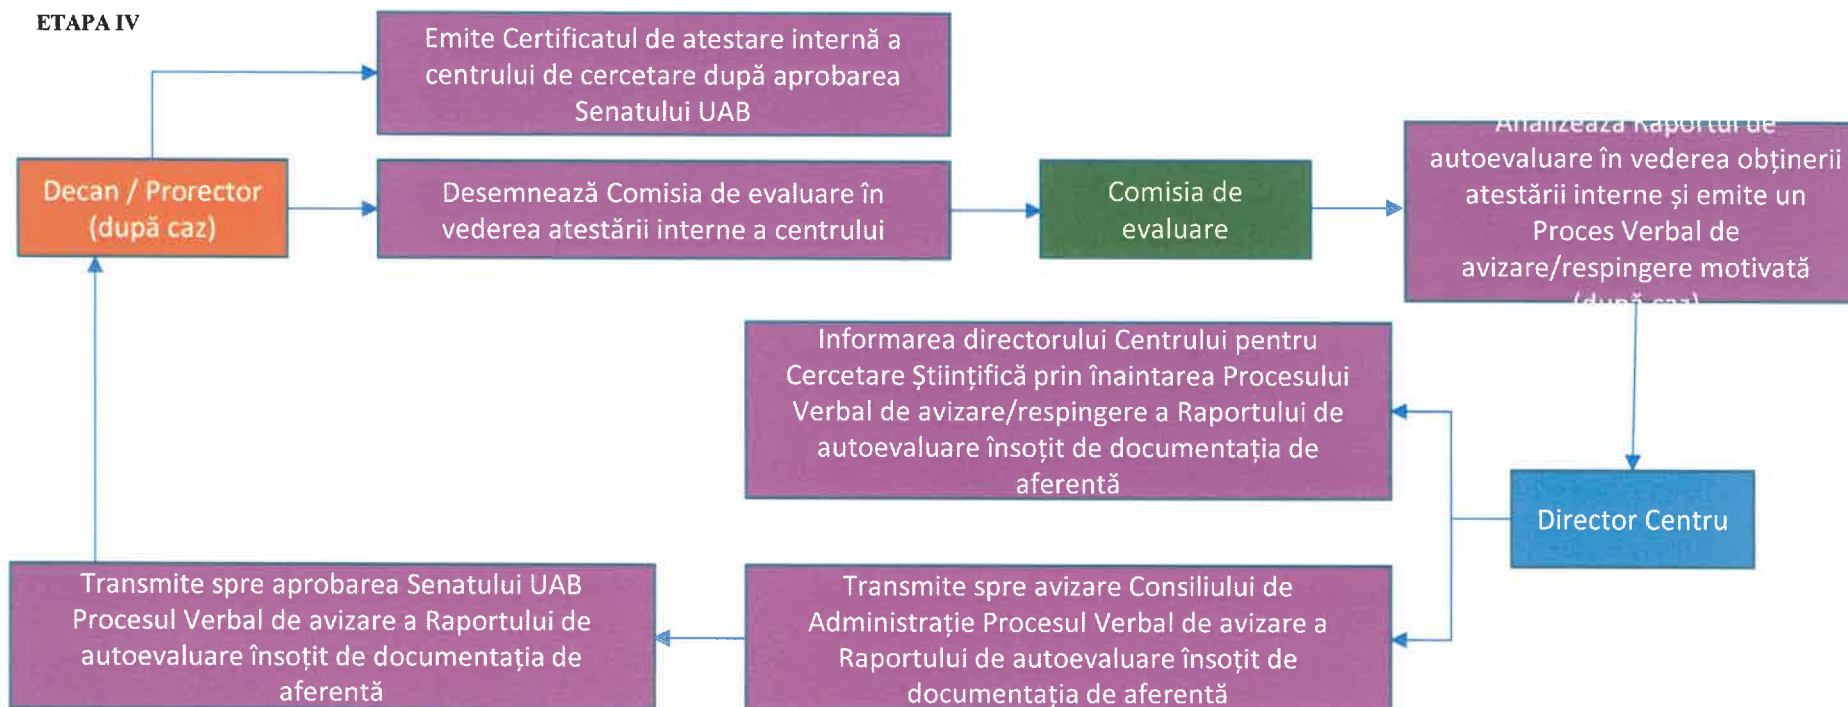 ETAPA IV
Emite Certificatul de atestare internă a
centrului de cercetare după aprobarea
Senatului UAB
Decan / Prorector
(după caz)
Desemnează Comisia de evaluare în
vederea atestării interne a centrului
Comisia de
evaluare
Analizează Raportul de
autoevaluare în vederea obținerii
atestării interne și emite un
Proces Verbal de
avizare/respingere motivată
(după caz)
Informarea directorului Centrului pentru
Cercetare Științifică prin înaintarea Procesului
Verbal de avizare/respingere a Raportului de
autoevaluare însoțit de documentația de
aferentă
Director Centru
Transmite spre avizare Consiliului de
Administrație Procesul Verbal de avizare a
Raportului de autoevaluare însoțit de
documentația de aferentă
Transmite spre aprobarea Senatului UAB
Procesul Verbal de avizare a Raportului de
autoevaluare însoțit de documentația de
aferentă